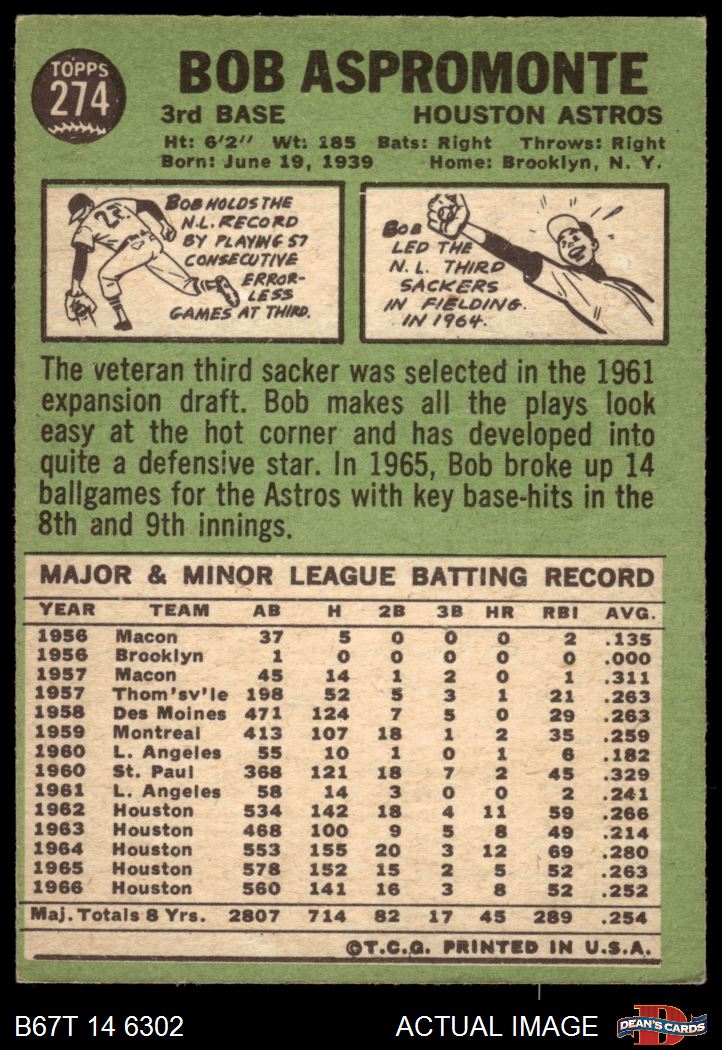 TOPPS
274
BOB ASPROMONTE
3rd BASE HOUSTON ASTROS
Ht: 6'2" Wt: 185 Bats: Right Throws: Right
Born: June 19, 1939 Home: Brooklyn, N. Y.
2
BOB HOLDS THE
N.L. RECORD
BY PLAYING 57
CONSECUTIVE
ERROR-
LESS
GAMES AT THIRD.
BOB
LED THE
N.L. THIRD
SACKERS
IN FIELDING.
IN 1964.
The veteran third sacker was selected in the 1961
expansion draft. Bob makes all the plays look
easy at the hot corner and has developed into
quite a defensive star. In 1965, Bob broke up 14
ballgames for the Astros with key base-hits in the
8th and 9th innings.
MAJOR & MINOR LEAGUE BATTING RECORD
YEAR TEAM AB H 2B 3B HR RBI AVG.
1956 Macon 37 5 0 0 0 2 .135
1956 Brooklyn 1 0 0 0 0 0 .000
1957 Macon 45 14 1 2 0 1 .311
1957 Thom'sv'le 198 52 5 3 1 21 .263
1958 Des Moines 471 124 7 5 0 29 .263
1959 Montreal 413 107 18 1 2 35 .259
1960 L. Angeles 55 10 1 0 1 6 .182
1960 St. Paul 368 121 18 7 2 45 .329
1961 L. Angeles 58 14 3 0 0 2 .241
1962 Houston 534 142 18 4 11 59 .266
1963 Houston 468 100 9 5 8 49 .214
1964 Houston 553 155 20 3 12 69 .280
1965 Houston 578 152 15 2 5 52 .263
1966 Houston 560 141 16 3 8 52 .252
Maj. Totals 8 Yrs. 2807 714 82 17 45 289 .254
©T.C.G. PRINTED IN U.S.A.
B67T 14 6302 ACTUAL IMAGE
DEAN'S CARDS